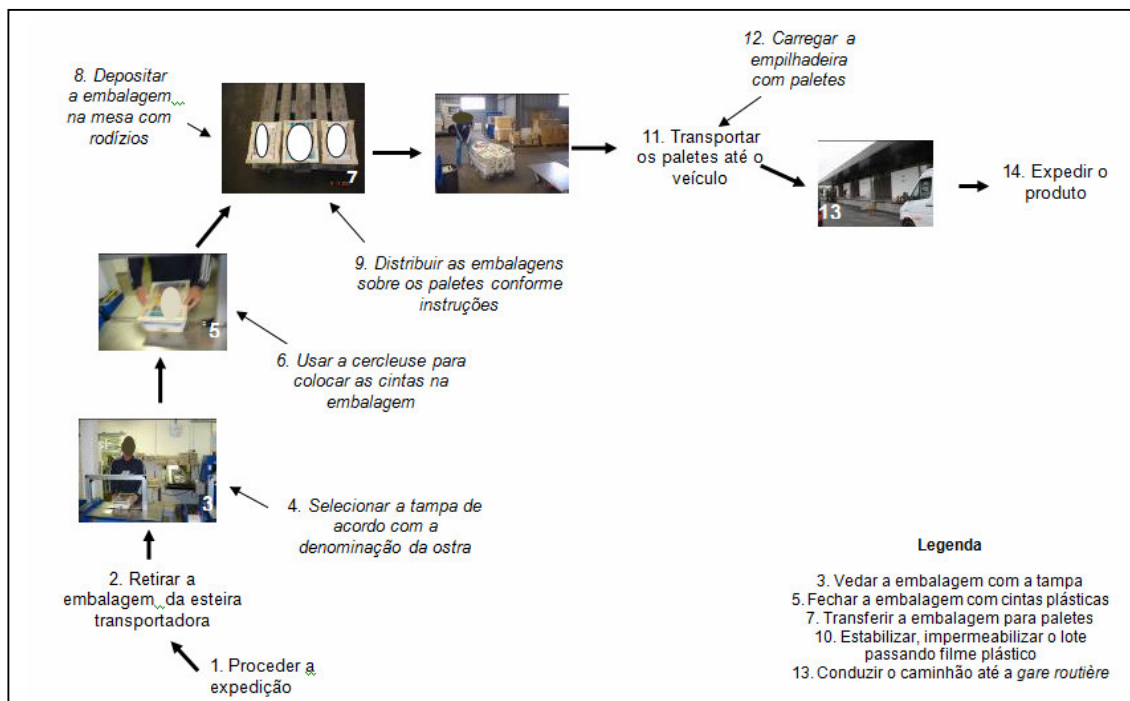 12. Carregar a
empilhadeira
com paletes
8. Depositar
a embalagem
na mesa com
rodízios
7
11. Transportar
os paletes até o
veículo
13
14. Expedir o
produto
9. Distribuir as embalagens
sobre os paletes conforme
instruções
5
6. Usar a cercleuse para
colocar as cintas na
embalagem
3
4. Selecionar a tampa de
acordo com a
denominação da ostra
2. Retirar a
embalagem da esteira
transportadora
1. Proceder a
expedição
Legenda
3. Vedar a embalagem com a tampa
5. Fechar a embalagem com cintas plásticas
7. Transferir a embalagem para paletes
10. Estabilizar, impermeabilizar o lote
passando filme plástico
13. Conduzir o caminhão até a gare routière